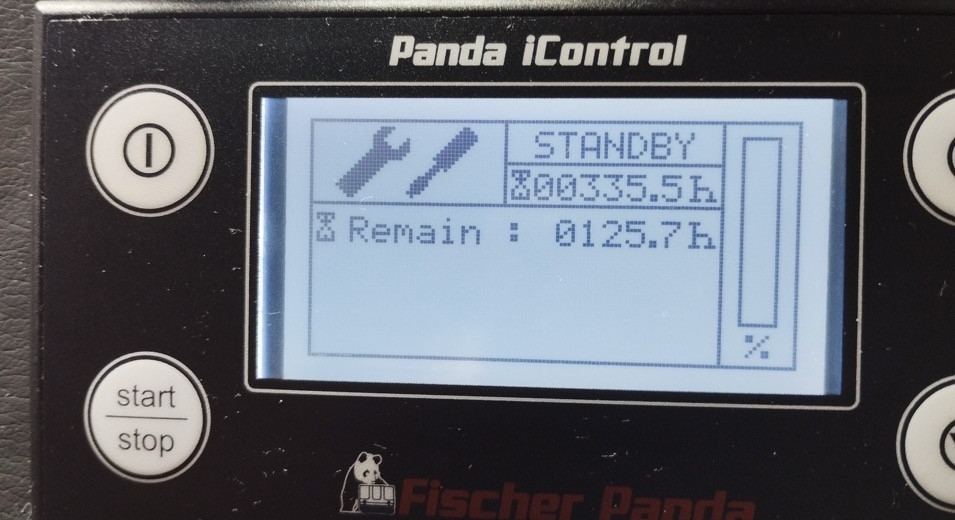 Panda iControl
STANDBY
00335.5h
Remain : 0125.7h
%
start
stop
Fischer Panda